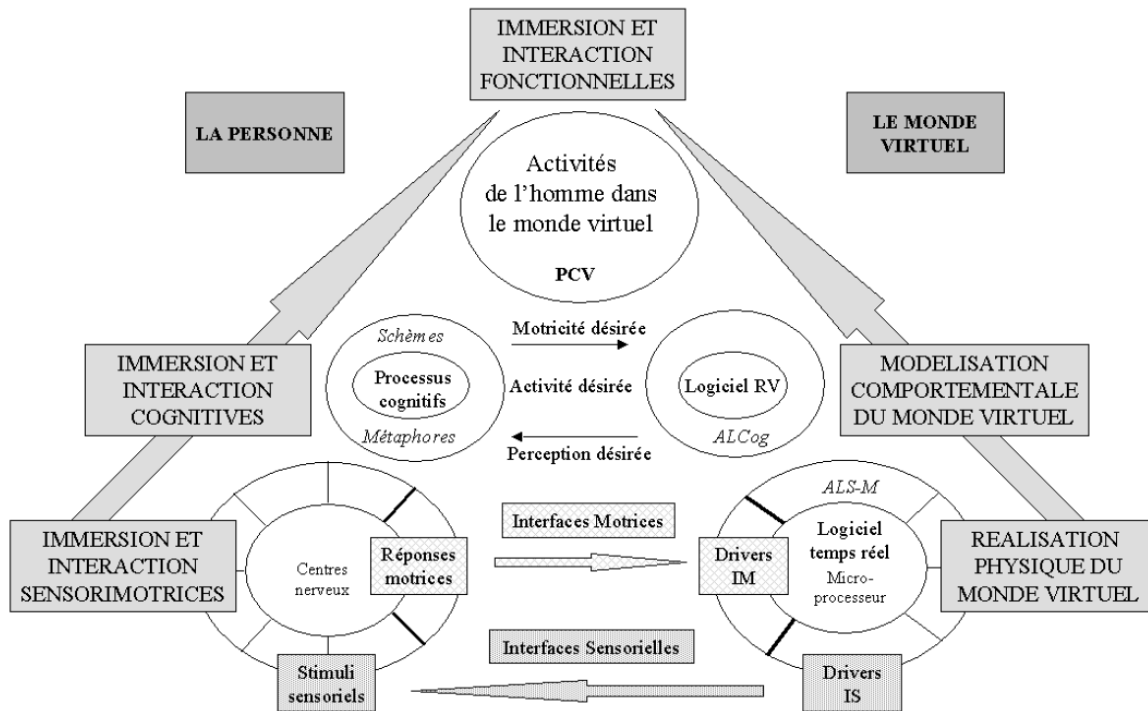 IMMERSION ET
INTERACTION
FONCTIONNELLES
LA PERSONNE
LE MONDE
VIRTUEL
Activités
de l'homme dans
le monde virtuel
PCV
Schèmes
Processus
cognitifs
Métaphores
Motricité désirée
Activité désirée
Perception désirée
Logiciel RV
ALCog
IMMERSION ET
INTERACTION
COGNITIVES
MODELISATION
COMPORTEMENTALE
DU MONDE VIRTUEL
IMMERSION ET
INTERACTION
SENSORIMOTRICES
Centres
nerveux
Réponses
motrices
Interfaces Motrices
Drivers
IM
ALS-M
Logiciel
temps réel
Micro-
processeur
REALISATION
PHYSIQUE DU
MONDE VIRTUEL
Stimuli
sensoriels
Interfaces Sensorielles
Drivers
IS